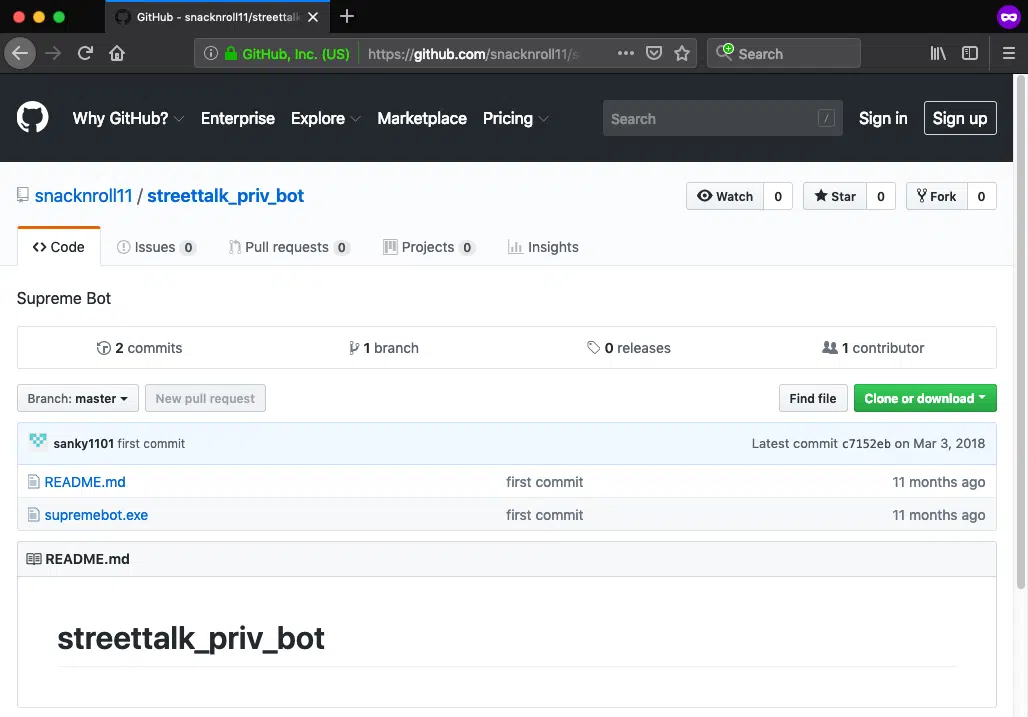 GitHub - snacknroll11/streettalk
GitHub, Inc. (US) https://github.com/snacknroll11/s
Search
Why GitHub? Enterprise Explore Marketplace Pricing Search / Sign in Sign up
snacknroll11 / streettalk_priv_bot Watch 0 Star 0 Fork 0
Code Issues 0 Pull requests 0 Projects 0 Insights
Supreme Bot
2 commits 1 branch 0 releases 1 contributor
Branch: master New pull request Find file Clone or download
sanky1101 first commit Latest commit c7152eb on Mar 3, 2018
README.md first commit 11 months ago
supremebot.exe first commit 11 months ago
README.md
streettalk_priv_bot